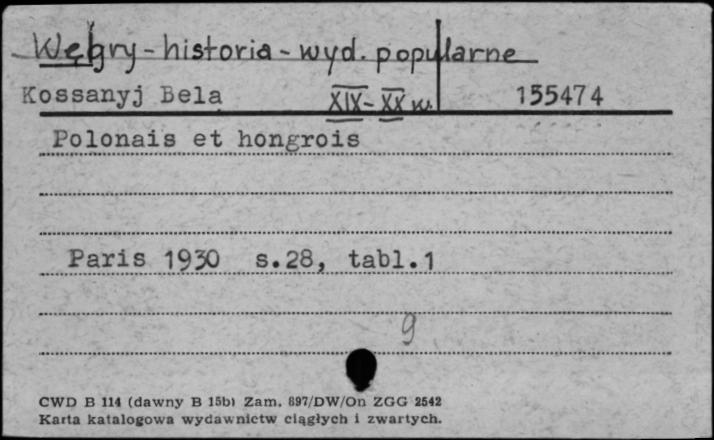 Węgry - historia - wyd. popularne
Kossanyj Bela XIX - XX w. 155474
Polonais et hongrois
Paris 1930 s.28, tabl.1
9
CWD B 114 (dawny B 15b) Zam. 897/DW/On ZGG 2542
Karta katalogowa wydawnictw ciągłych i zwartych.